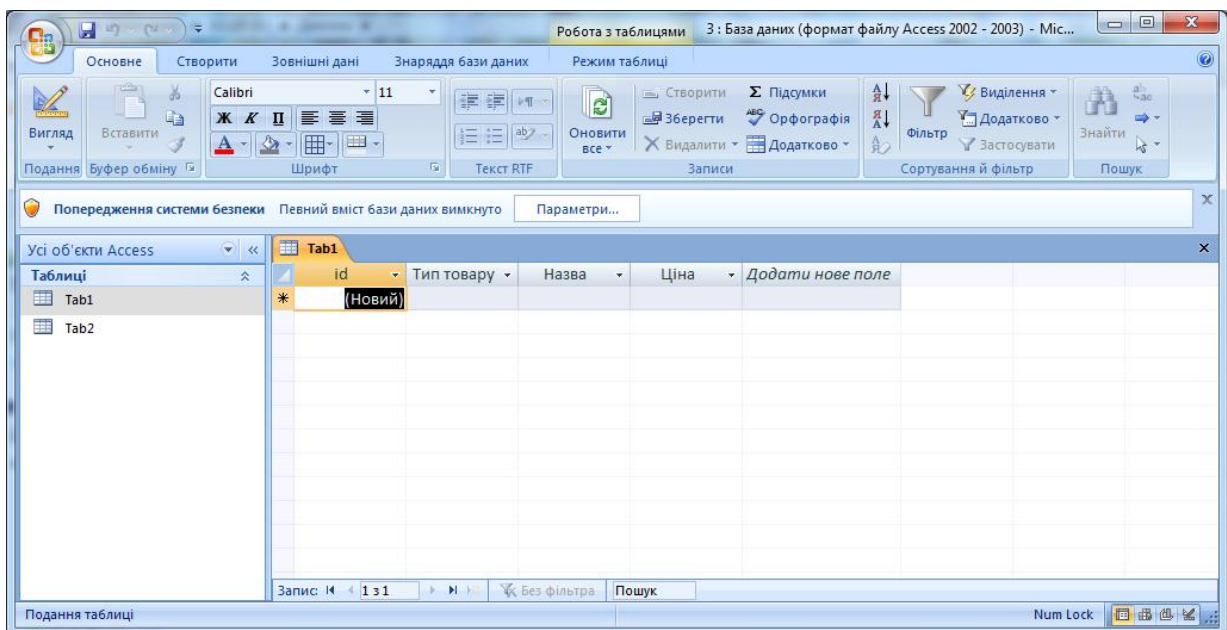 Робота з таблицями 3 : База даних (формат файлу Access 2002 - 2003) - Mic...
Основне Створити Зовнішні дані Знаряддя бази даних Режим таблиці
Вигляд
Вставити
Calibri 11
Ж К П
A
Оновити
все
Створити
Зберегти
Видалити
Σ Підсумки
Орфографія
Додатково
Фільтр
Виділення
Додатково
Застосувати
Знайти
Подання Буфер обміну Шрифт Текст RTF Записи Сортування й фільтр Пошук
Попередження системи безпеки Певний вміст бази даних вимкнуто Параметри...
Усі об'єкти Access
Таблиці
Tab1
Tab2
Tab1
id Тип товару Назва Ціна Додати нове поле
(Новий)
Запис: 1 з 1 Без фільтра Пошук
Подання таблиці Num Lock